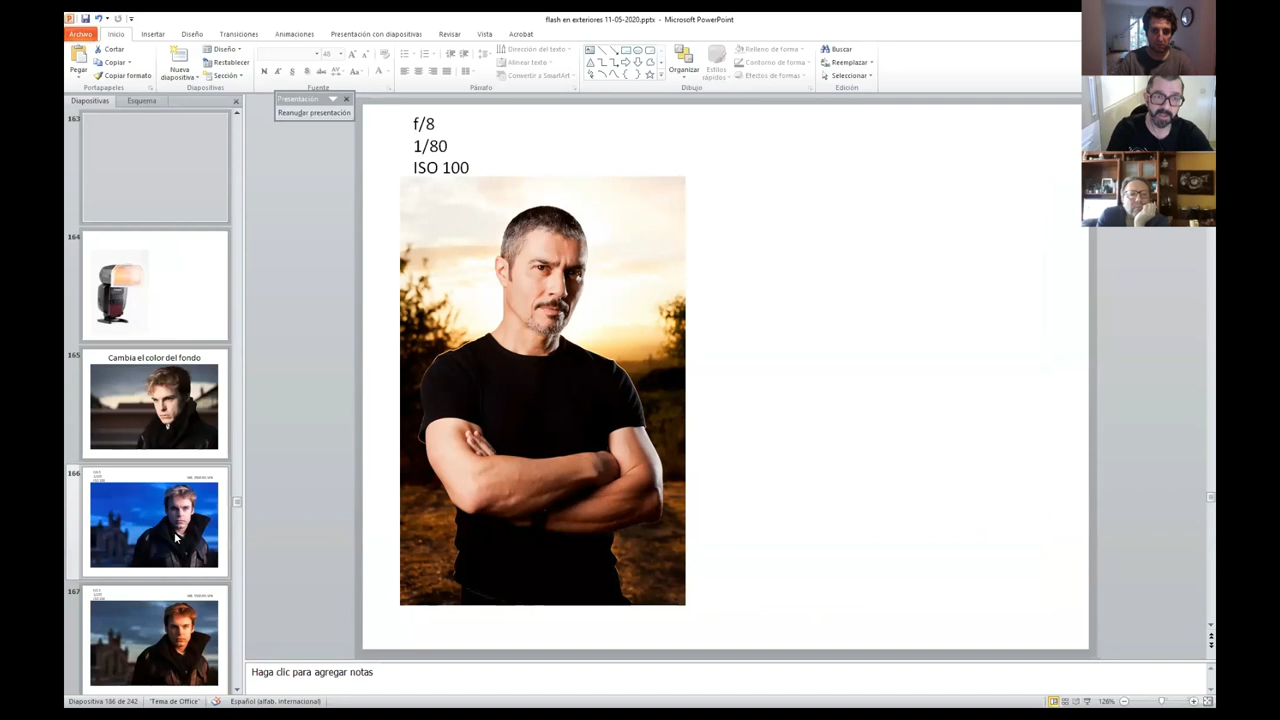 flash en exteriores 11-05-2020.pptx - Microsoft PowerPoint
Archivo Inicio Insertar Diseño Transiciones Animaciones Presentación con diapositivas Revisar Vista Acrobat
Pegar
Cortar
Copiar
Copiar formato
Portapapeles
Nueva
diapositiva
Diseño
Restablecer
Sección
Diapositivas
48
N K S abc
Fuente
Párrafo
Dirección del texto
Alinear texto
Convertir a SmartArt
Organizar
Estilos
rápidos
Relleno de forma
Contorno de forma
Efectos de formas
Dibujo
Buscar
Reemplazar
Seleccionar
Edición
Diapositivas Esquema
Presentación
Reanudar presentación
163
164
165
Cambia el color del fondo
166
167
f/8
1/80
ISO 100
Haga clic para agregar notas
Diapositiva 186 de 242 "Tema de Office" Español (alfab. internacional) 126%